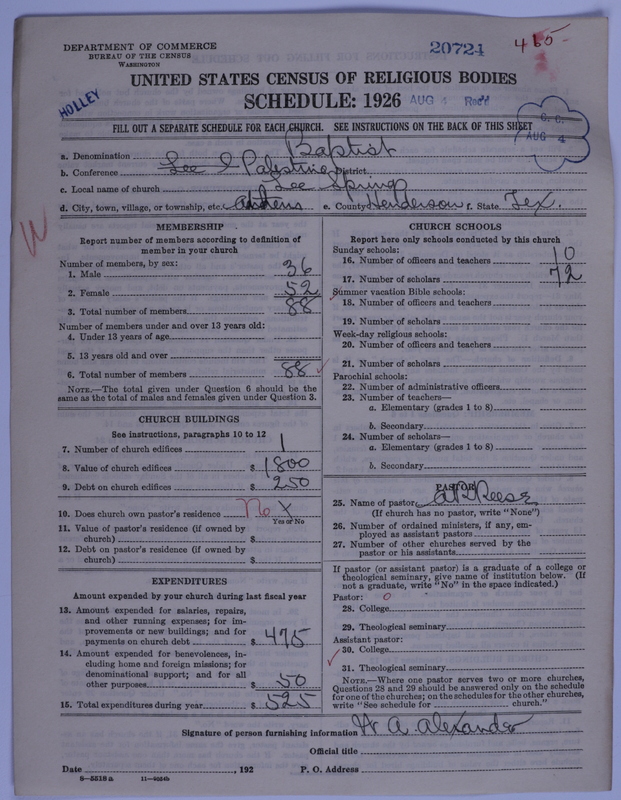 DEPARTMENT OF COMMERCE
BUREAU OF THE CENSUS
WASHINGTON
20724
465-
UNITED STATES CENSUS OF RELIGIOUS BODIES
HOLLEY
SCHEDULE: 1926
AUG 4 Rec'd
FILL OUT A SEPARATE SCHEDULE FOR EACH CHURCH. SEE INSTRUCTIONS ON THE BACK OF THIS SHEET
C. C.
AUG 4
a. Denomination Baptist
b. Conference Palestine District
c. Local name of church Lee Spring
d. City, town, village, or township, etc. Athens e. County Henderson f. State Tex.
MEMBERSHIP
Report number of members according to definition of
member in your church
Number of members, by sex:
1. Male 36
2. Female 52
3. Total number of members 88
Number of members under and over 13 years old:
4. Under 13 years of age
5. 13 years old and over
6. Total number of members 88
NOTE.—The total given under Question 6 should be the
same as the total of males and females given under Question 3.
CHURCH BUILDINGS
See instructions, paragraphs 10 to 12
7. Number of church edifices 1
8. Value of church edifices $ 1800
9. Debt on church edifices $ 250
10. Does church own pastor's residence No
Yes or No
11. Value of pastor's residence (if owned by
church) $
12. Debt on pastor's residence (if owned by
church) $
EXPENDITURES
Amount expended by your church during last fiscal year
13. Amount expended for salaries, repairs,
and other running expenses; for im-
provements or new buildings; and for
payments on church debt $ 475
14. Amount expended for benevolences, in-
cluding home and foreign missions; for
denominational support; and for all
other purposes $ 50
15. Total expenditures during year $ 525
CHURCH SCHOOLS
Report here only schools conducted by this church
Sunday schools:
16. Number of officers and teachers 10
17. Number of scholars 72
Summer vacation Bible schools:
18. Number of officers and teachers
19. Number of scholars
Week-day religious schools:
20. Number of officers and teachers
21. Number of scholars
Parochial schools:
22. Number of administrative officers
23. Number of teachers—
a. Elementary (grades 1 to 8)
b. Secondary
24. Number of scholars—
a. Elementary (grades 1 to 8)
b. Secondary
PASTOR
25. Name of pastor Reese
(If church has no pastor, write "None")
26. Number of ordained ministers, if any, em-
ployed as assistant pastors
27. Number of other churches served by the
pastor or his assistants
If pastor (or assistant pastor) is a graduate of a college or
theological seminary, give name of institution below. (If
not a graduate, write "No" in the space indicated.)
Pastor: 0
28. College
29. Theological seminary
Assistant pastor:
30. College
31. Theological seminary
NOTE.—Where one pastor serves two or more churches,
Questions 28 and 29 should be answered only on the schedule
for one of the churches; on the schedules for the other churches,
write "See schedule for church."
Signature of person furnishing information W A. Alexander
Official title
Date , 192 P. O. Address